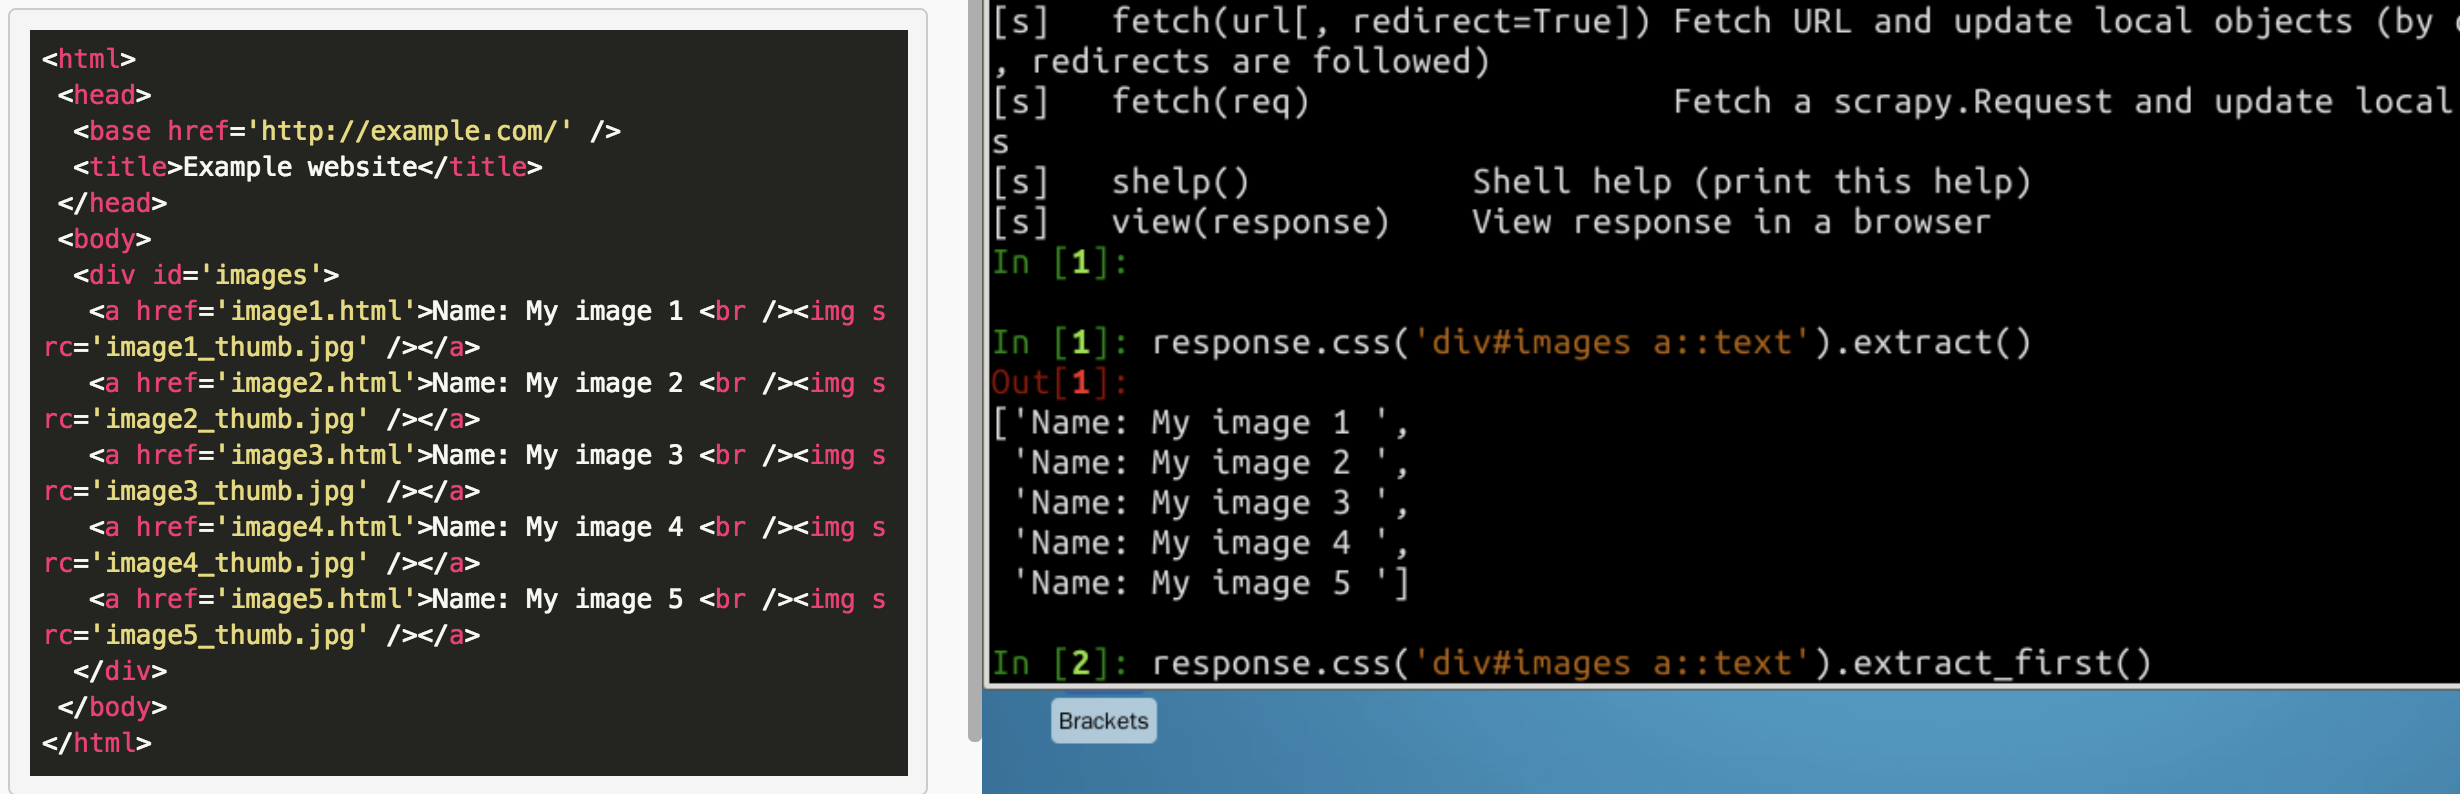 <html>
<head>
<base href='http://example.com/' />
<title>Example website</title>
</head>
<body>
<div id='images'>
<a href='image1.html'>Name: My image 1 <br /><img s
rc='image1_thumb.jpg' /></a>
<a href='image2.html'>Name: My image 2 <br /><img s
rc='image2_thumb.jpg' /></a>
<a href='image3.html'>Name: My image 3 <br /><img s
rc='image3_thumb.jpg' /></a>
<a href='image4.html'>Name: My image 4 <br /><img s
rc='image4_thumb.jpg' /></a>
<a href='image5.html'>Name: My image 5 <br /><img s
rc='image5_thumb.jpg' /></a>
</div>
</body>
</html>
[s] fetch(url[, redirect=True]) Fetch URL and update local objects (by
, redirects are followed)
[s] fetch(req) Fetch a scrapy.Request and update local
s
[s] shelp() Shell help (print this help)
[s] view(response) View response in a browser
In [1]:
In [1]: response.css('div#images a::text').extract()
Out[1]:
['Name: My image 1 ',
'Name: My image 2 ',
'Name: My image 3 ',
'Name: My image 4 ',
'Name: My image 5 ']
In [2]: response.css('div#images a::text').extract_first()
Brackets